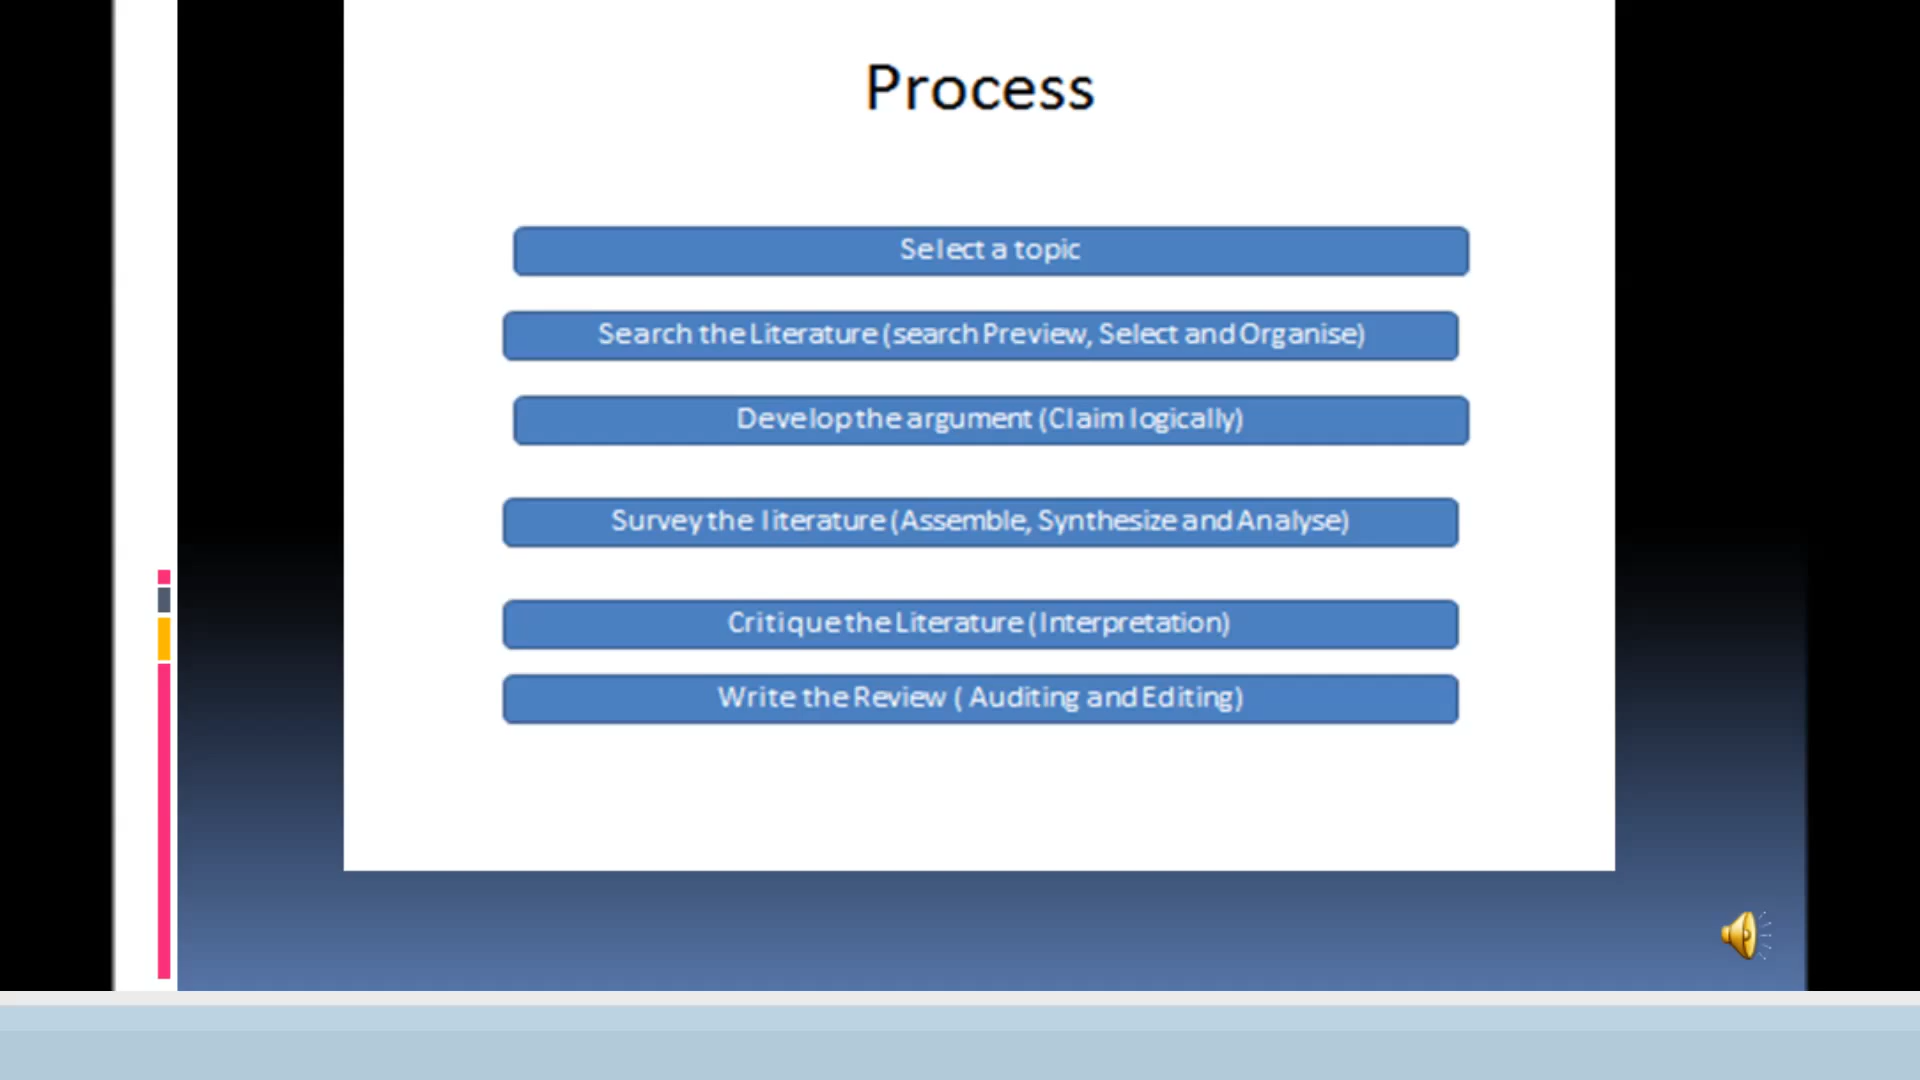 Process
Select a topic
Search the Literature (search Preview, Select and Organise)
Develop the argument (Claim logically)
Survey the literature (Assemble, Synthesize and Analyse)
Critique the Literature (Interpretation)
Write the Review ( Auditing and Editing)